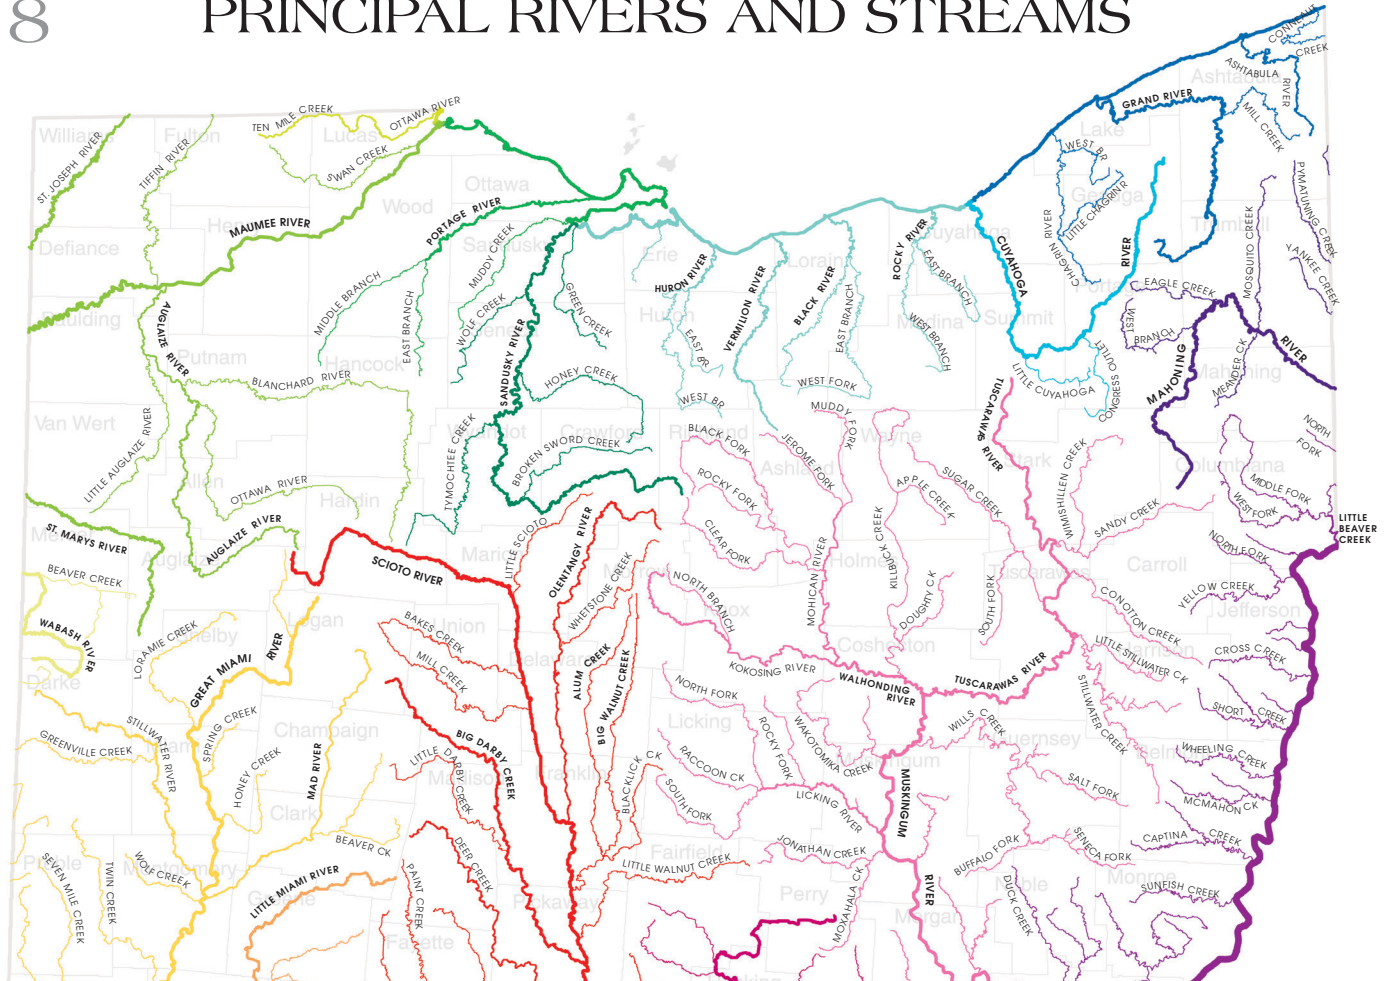 8
PRINCIPAL RIVERS AND STREAMS
CONNEAUT
CREEK
ASHTABULA
RIVER
Ashtabula
GRAND RIVER
MILL CREEK
Lake
WEST BR
Geauga
LITTLE CHAGRIN R
CHAGRIN
RIVER
PYMATUNING CREEK
YANKEE CREEK
MOSQUITO CREEK
Trumbull
Williams
ST. JOSEPH RIVER
Fulton
TIFFIN RIVER
TEN MILE CREEK
Lucas
OTTAWA RIVER
SWAN CREEK
Ottawa
Wood
MAUMEE RIVER
PORTAGE RIVER
Defiance
Sandusky
MUDDY CREEK
Erie
HURON RIVER
Huron
VERMILION RIVER
Lorain
BLACK RIVER
ROCKY RIVER
Cuyahoga
EAST BRANCH
WEST BRANCH
EAST BRANCH
Medina
CUYAHOGA
RIVER
Portage
Summit
EAGLE CREEK
WEST
BRANCH
MAHONING
RIVER
Mahoning
MEANDER CK
Paulding
AUGLAIZE RIVER
MIDDLE BRANCH
EAST BRANCH
WOLF CREEK
GREEN CREEK
SANDUSKY RIVER
EAST BR
WEST BR
WEST FORK
Putnam
Hancock
BLANCHARD RIVER
HONEY CREEK
LITTLE CUYAHOGA
CONGRESS OUTLET
Van Wert
LITTLE AUGLAIZE RIVER
TYMOCHTEE CREEK
Wyandot
Crawford
BROKEN SWORD CREEK
Richland
BLACK FORK
ROCKY FORK
CLEAR FORK
Ashland
JEROME FORK
MUDDY
FORK
Wayne
APPLE CREEK
SUGAR CREEK
TUSCARAWAS RIVER
Stark
WIMISHILLEN CREEK
SANDY CREEK
Columbiana
NORTH
FORK
MIDDLE FORK
WEST FORK
NORTH FORK
LITTLE
BEAVER
CREEK
Allen
OTTAWA RIVER
Hardin
ST. MARYS RIVER
Auglaize
AUGLAIZE RIVER
SCIOTO RIVER
Marion
LITTLE SCIOTO
OLENTANGY RIVER
WHETSTONE CREEK
Morrow
NORTH BRANCH
Knox
MOHICAN RIVER
Holmes
KILLBUCK CREEK
DOUGHTY CK
SOUTH FORK
Tuscarawas
Carroll
YELLOW CREEK
Jefferson
CONOTTON CREEK
Harrison
LITTLE STILLWATER CK
STILLWATER CREEK
CROSS CREEK
SHORT CREEK
BEAVER CREEK
WABASH RIVER
LORAMIE CREEK
Shelby
Logan
GREAT MIAMI
RIVER
BAKES CREEK
Union
MILL CREEK
Delaware
ALUM CREEK
BIG WALNUT CREEK
KOKOSING RIVER
Coshocton
WALHONDING
RIVER
TUSCARAWAS RIVER
Darke
STILLWATER RIVER
GREENVILLE CREEK
SPRING CREEK
Champaign
HONEY CREEK
MAD RIVER
BIG DARBY CREEK
LITTLE DARBY CREEK
Madison
Franklin
BLACKLICK CK
NORTH FORK
Licking
RACCOON CK
SOUTH FORK
ROCKY FORK
WAKOTOMIKA CREEK
LICKING RIVER
MUSKINGUM
RIVER
WILLS CREEK
Guernsey
SALT FORK
WHEELING CREEK
MCMAHON CK
CAPTINA CREEK
Clark
BEAVER CK
Preble
SEVEN MILE CREEK
TWIN CREEK
Montgomery
WOLF CREEK
LITTLE MIAMI RIVER
Greene
PAINT CREEK
DEER CREEK
Fayette
Pickaway
LITTLE WALNUT CREEK
Fairfield
JONATHAN CREEK
Perry
MOXAHALA CK
Morgan
BUFFALO FORK
SENECA FORK
Noble
DUCK CREEK
Monroe
SUNFISH CREEK